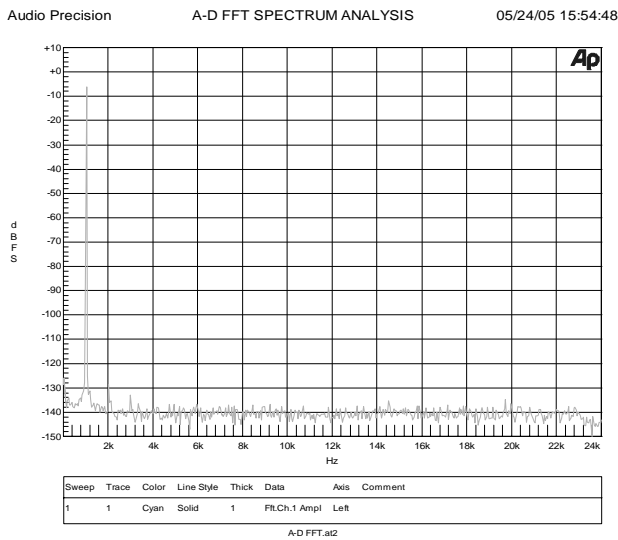 Audio Precision A-D FFT SPECTRUM ANALYSIS 05/24/05 15:54:48
Ap
+10
+0
-10
-20
-30
-40
-50
-60
-70
-80
-90
-100
-110
-120
-130
-140
-150
d
B
F
S
2k 4k 6k 8k 10k 12k 14k 16k 18k 20k 22k 24k
Hz
Sweep Trace Color Line Style Thick Data Axis Comment
1 1 Cyan Solid 1 Fft.Ch.1 Ampl Left
A-D FFT.at2